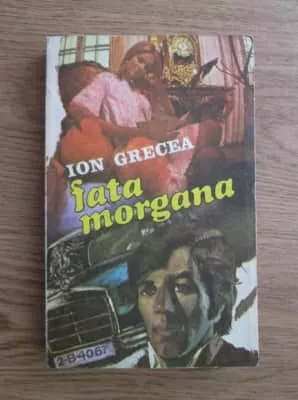 ION GRECEA
fata
morgana
2-B-4067